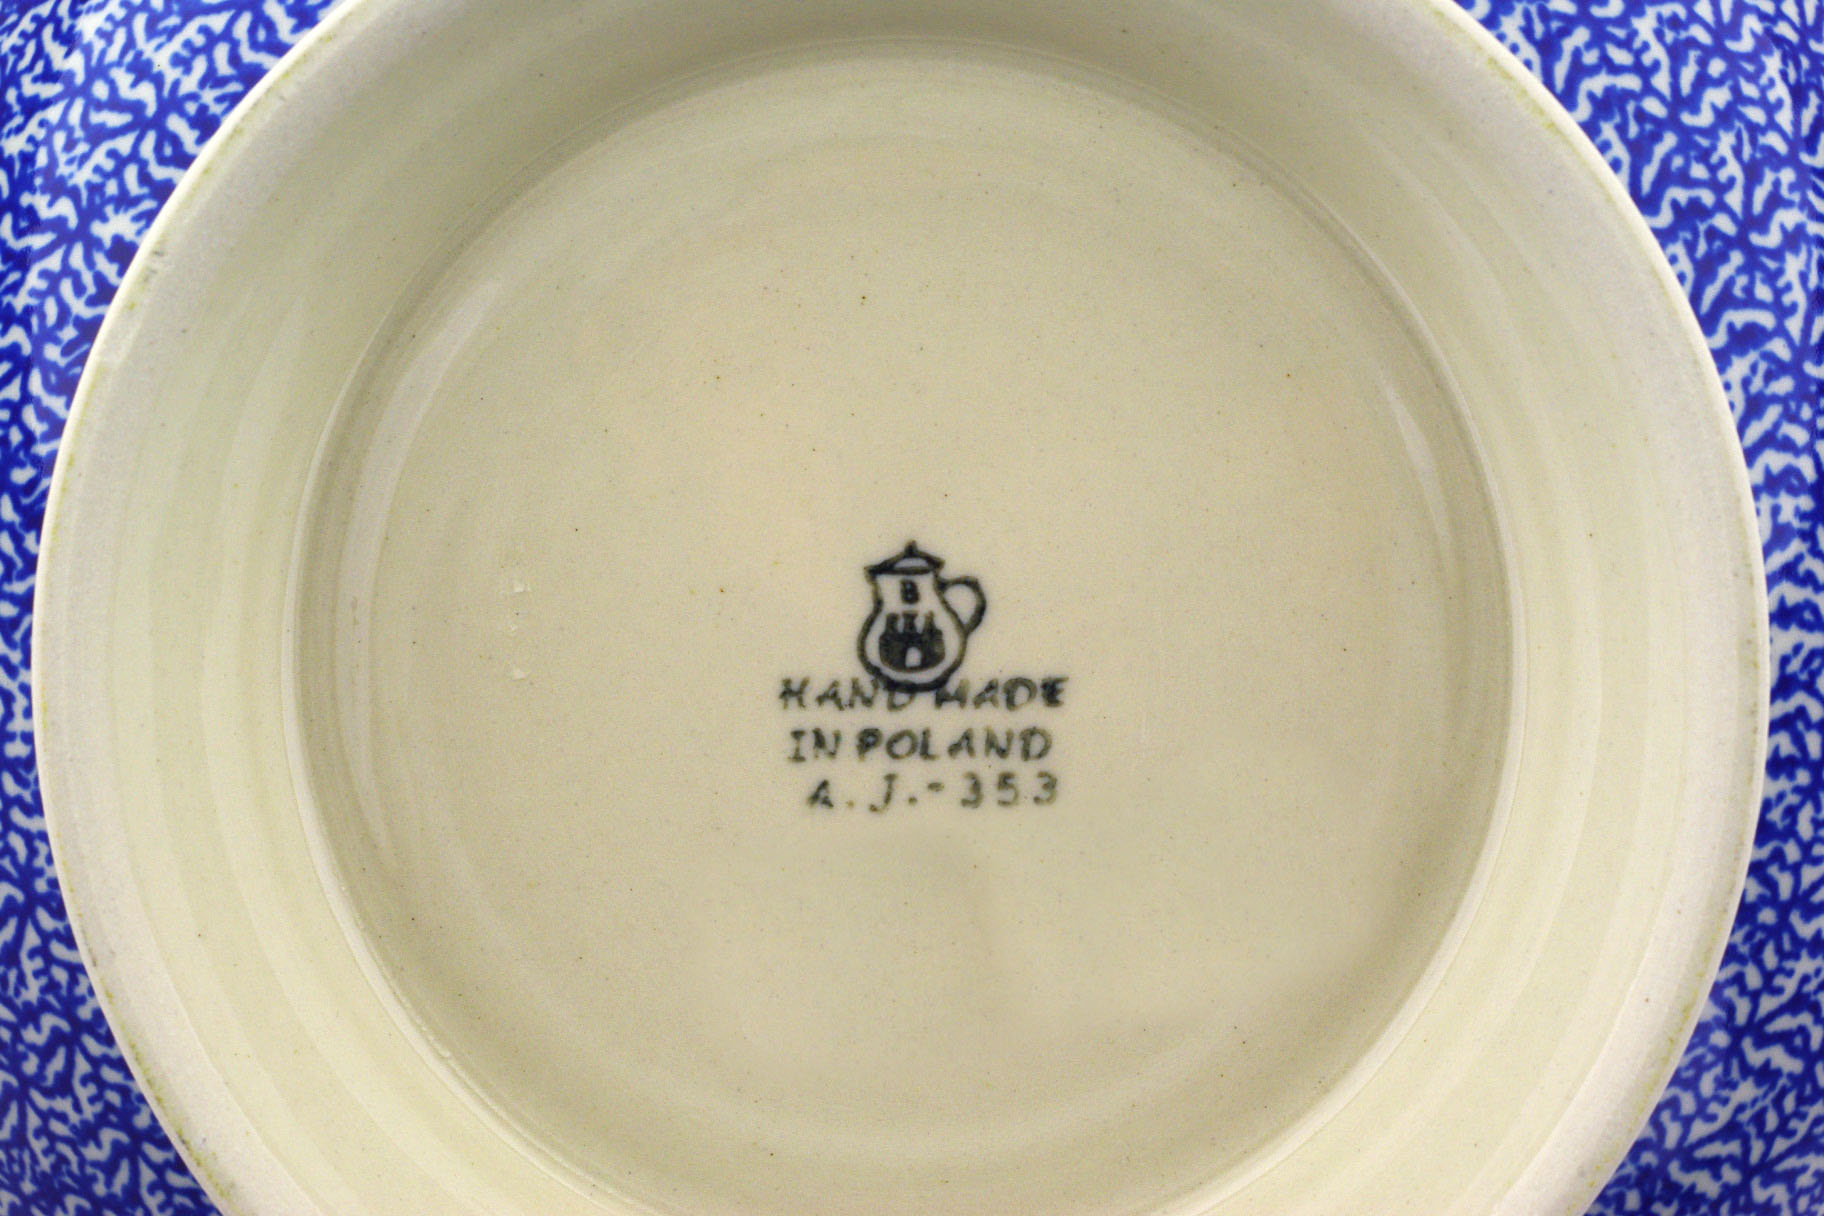 B
HAND MADE
IN POLAND
A.J.-353